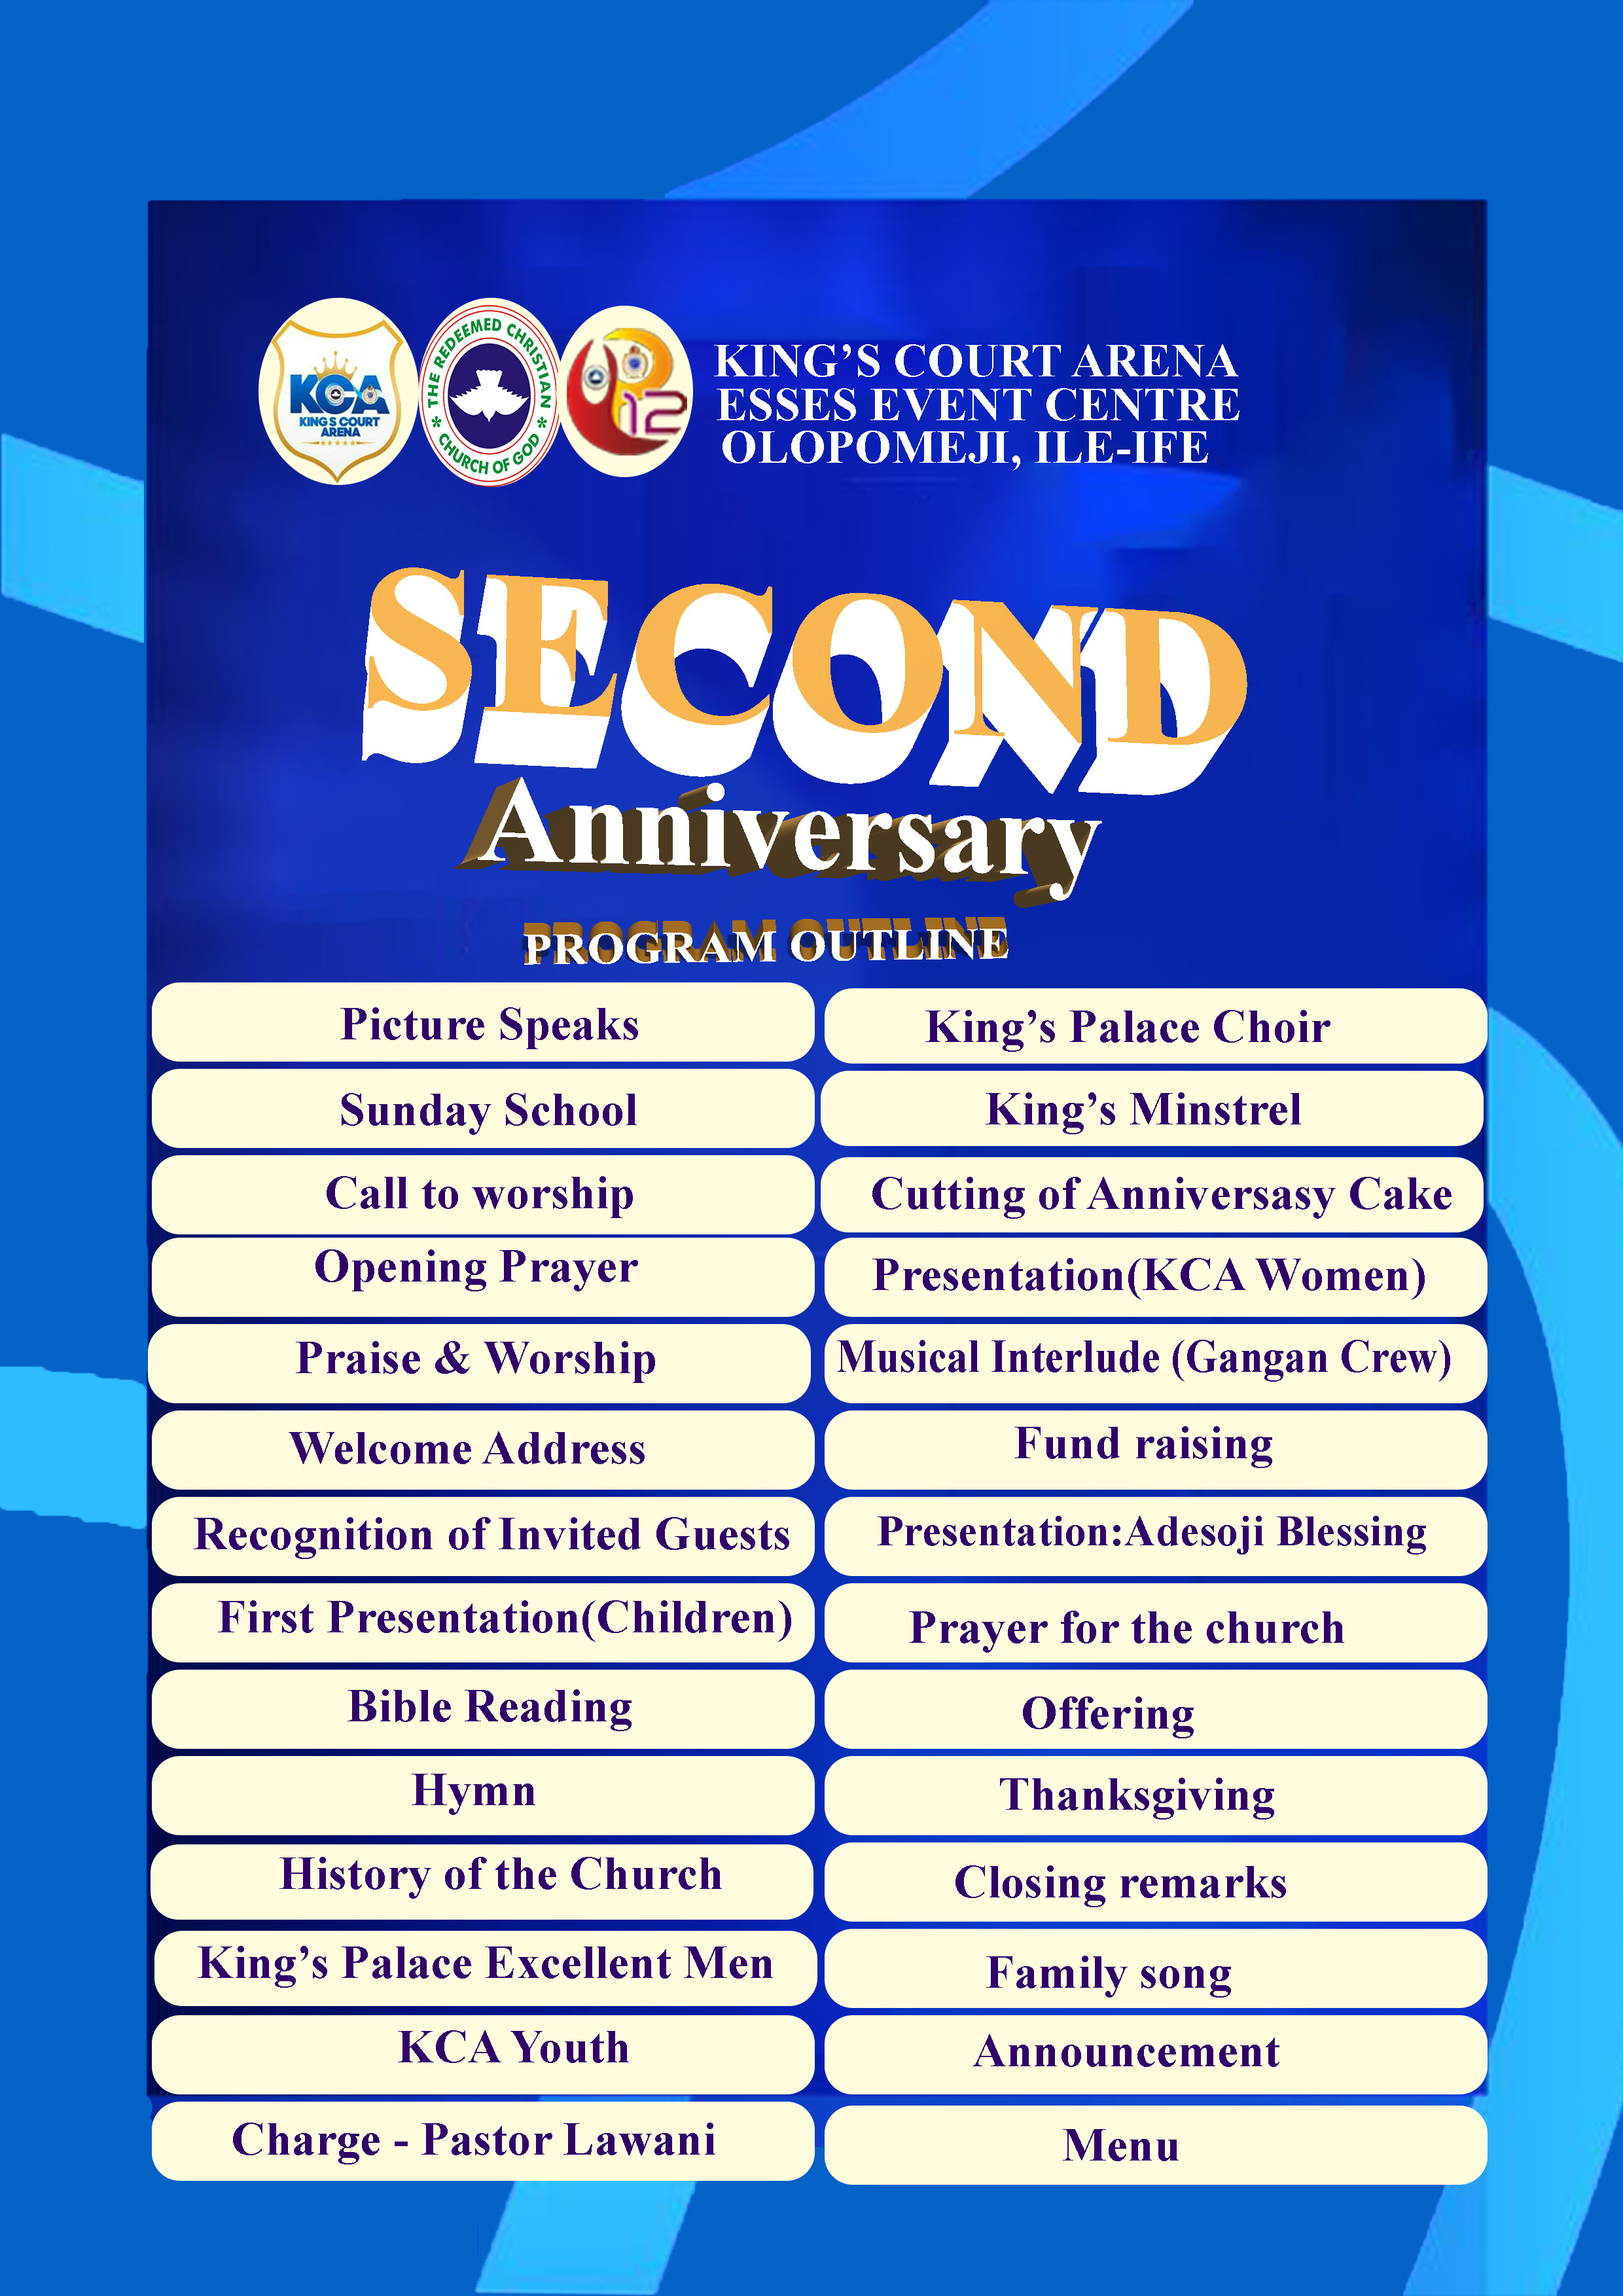 KCA
KING'S COURT
ARENA
THE REDEEMED CHRISTIAN
* CHURCH OF GOD *
12
KING’S COURT ARENA
ESSES EVENT CENTRE
OLOPOMEJI, ILE-IFE
SECOND
Anniversary
PROGRAM OUTLINE
Picture Speaks
Sunday School
Call to worship
Opening Prayer
Praise & Worship
Welcome Address
Recognition of Invited Guests
First Presentation(Children)
Bible Reading
Hymn
History of the Church
King’s Palace Excellent Men
KCA Youth
Charge - Pastor Lawani
King’s Palace Choir
King’s Minstrel
Cutting of Anniversasy Cake
Presentation(KCA Women)
Musical Interlude (Gangan Crew)
Fund raising
Presentation:Adesoji Blessing
Prayer for the church
Offering
Thanksgiving
Closing remarks
Family song
Announcement
Menu